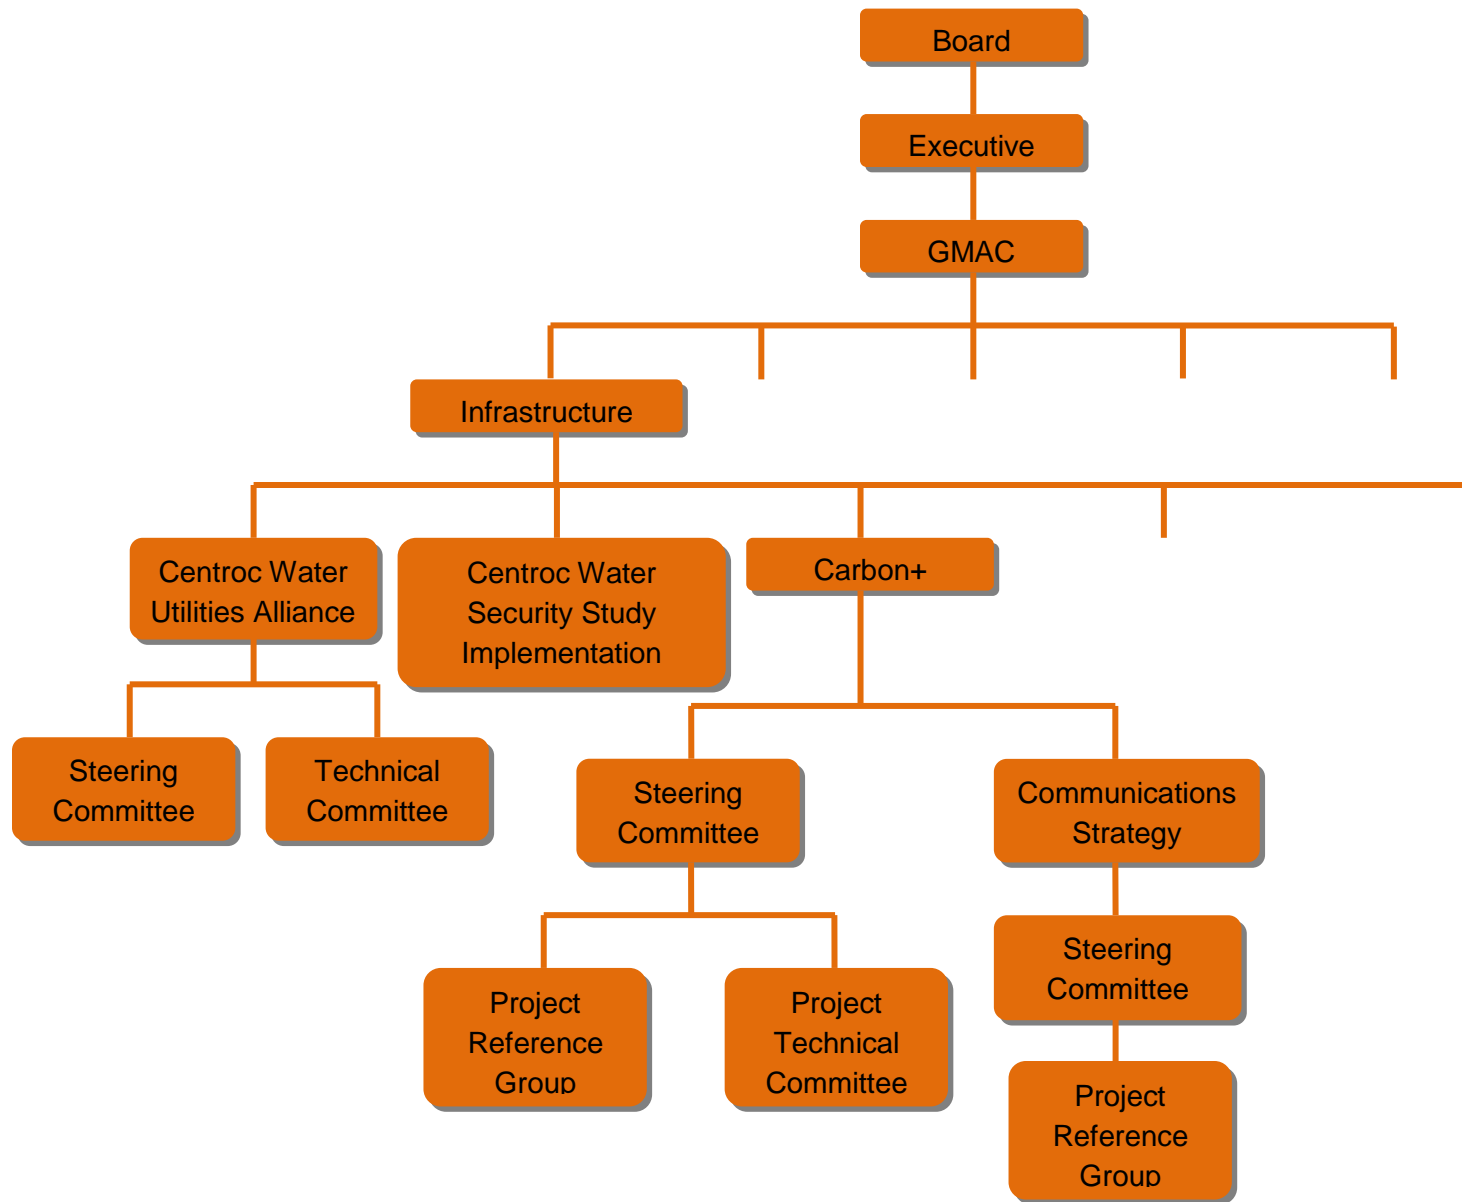 Board
Executive
GMAC
Infrastructure
Centroc Water
Utilities Alliance
Centroc Water
Security Study
Implementation
Carbon+
Steering
Committee
Technical
Committee
Steering
Committee
Communications
Strategy
Project
Reference
Group
Project
Technical
Committee
Steering
Committee
Project
Reference
Group